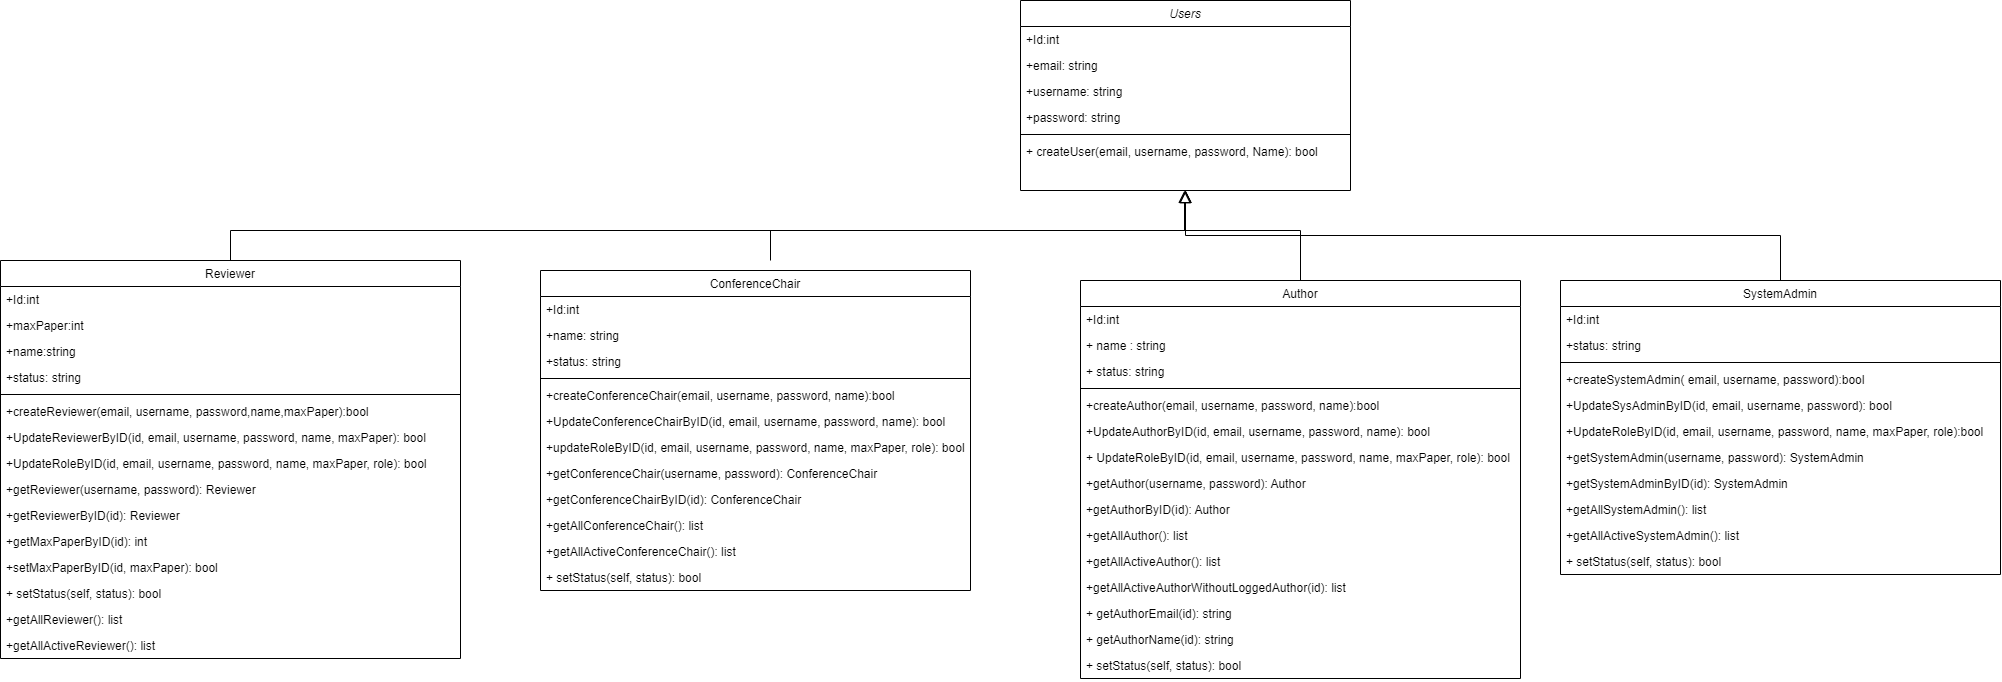 Users
+Id:int
+email: string
+username: string
+password: string
+ createUser(email, username, password, Name): bool
Reviewer
+Id:int
+maxPaper:int
+name:string
+status: string
+createReviewer(email, username, password,name,maxPaper):bool
+UpdateReviewerByID(id, email, username, password, name, maxPaper): bool
+UpdateRoleByID(id, email, username, password, name, maxPaper, role): bool
+getReviewer(username, password): Reviewer
+getReviewerByID(id): Reviewer
+getMaxPaperByID(id): int
+setMaxPaperByID(id, maxPaper): bool
+ setStatus(self, status): bool
+getAllReviewer(): list
+getAllActiveReviewer(): list
ConferenceChair
+Id:int
+name: string
+status: string
+createConferenceChair(email, username, password, name):bool
+UpdateConferenceChairByID(id, email, username, password, name): bool
+updateRoleByID(id, email, username, password, name, maxPaper, role): bool
+getConferenceChair(username, password): ConferenceChair
+getConferenceChairByID(id): ConferenceChair
+getAllConferenceChair(): list
+getAllActiveConferenceChair(): list
+ setStatus(self, status): bool
Author
+Id:int
+ name : string
+ status: string
+createAuthor(email, username, password, name):bool
+UpdateAuthorByID(id, email, username, password, name): bool
+ UpdateRoleByID(id, email, username, password, name, maxPaper, role): bool
+getAuthor(username, password): Author
+getAuthorByID(id): Author
+getAllAuthor(): list
+getAllActiveAuthor(): list
+getAllActiveAuthorWithoutLoggedAuthor(id): list
+ getAuthorEmail(id): string
+ getAuthorName(id): string
+ setStatus(self, status): bool
SystemAdmin
+Id:int
+status: string
+createSystemAdmin( email, username, password):bool
+UpdateSysAdminByID(id, email, username, password): bool
+UpdateRoleByID(id, email, username, password, name, maxPaper, role):bool
+getSystemAdmin(username, password): SystemAdmin
+getSystemAdminByID(id): SystemAdmin
+getAllSystemAdmin(): list
+getAllActiveSystemAdmin(): list
+ setStatus(self, status): bool